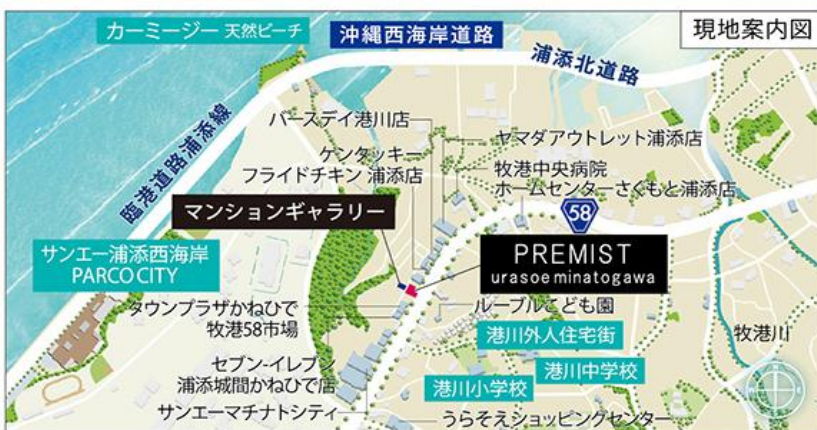 カーミージー 天然ビーチ
沖縄西海岸道路
現地案内図
浦添北道路
臨港道路浦添線
バースデイ港川店
ヤマダアウトレット浦添店
ケンタッキー
フライドチキン 浦添店
牧港中央病院
ホームセンターさくもと浦添店
マンションギャラリー
58
サンエー浦添西海岸
PARCO CITY
PREMIST
urasoe minatogawa
タウンプラザかねひで
牧港58市場
ルーブルこども園
港川外人住宅街
牧港川
セブン-イレブン
浦添城間かねひで店
港川中学校
港川小学校
サンエーマチナトシティ
うらそえショッピングセンター